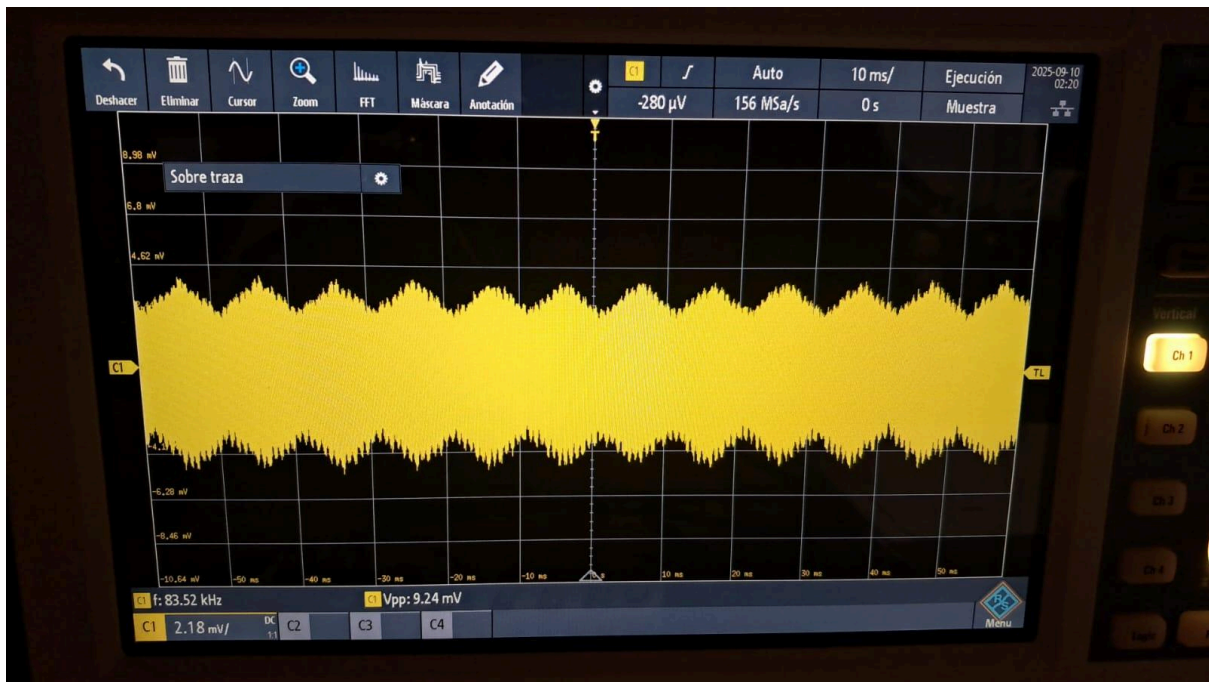 Deshacer Eliminar Cursor Zoom FFT Máscara Anotación
C1 Auto 10 ms/ Ejecución
-280 µV 156 MSa/s 0 s Muestra
2025-09-10
02:20
T
8.98 mV
Sobre traza
6.8 mV
4.62 mV
C1
TL
-6.28 mV
-8.46 mV
-10.64 mV -50 ms -40 ms -30 ms -20 ms -10 ms 0 s 10 ms 20 ms 30 ms 40 ms 50 ms
C1 f: 83.52 kHz C1 Vpp: 9.24 mV
C1 2.18 mV/ DC 1:1 C2 C3 C4
R&S
Menu
Vertical
Ch 1
Ch 2
Ch 3
Ch 4
Logic